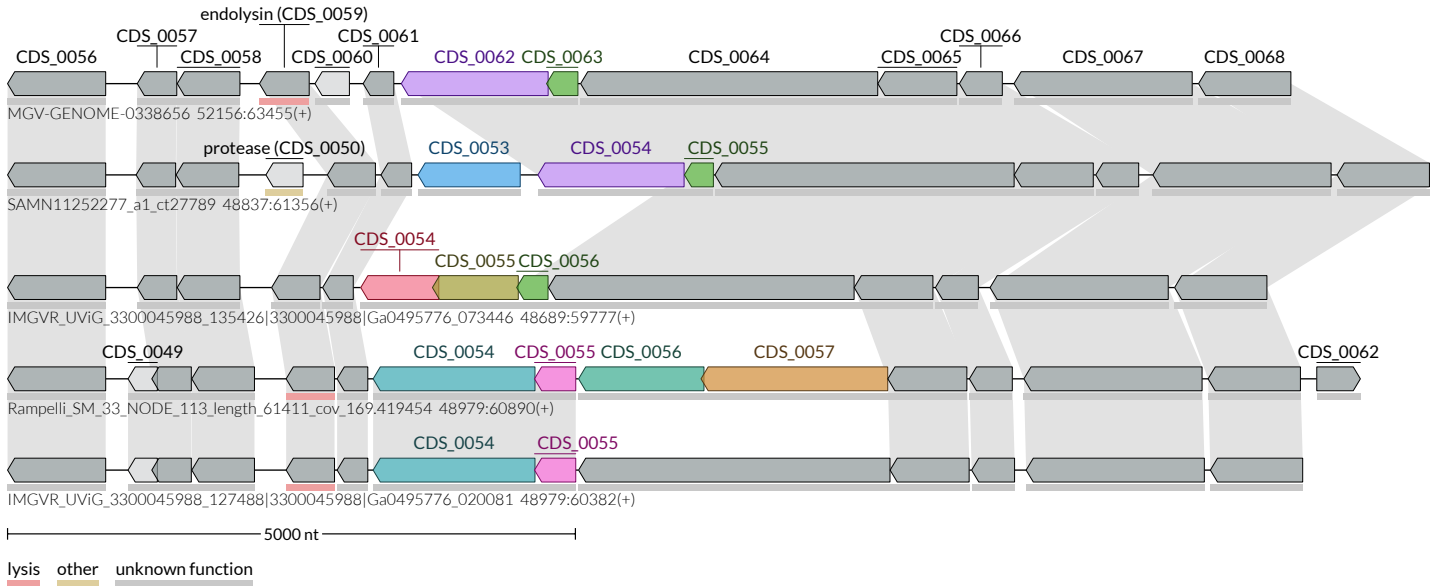 endolysin (CDS_0059)
CDS_0057 CDS_0061 CDS_0066
CDS_0056 CDS_0058 CDS_0060 CDS_0062 CDS_0063 CDS_0064 CDS_0065 CDS_0067 CDS_0068
MGV-GENOME-0338656 52156:63455(+)
protease (CDS_0050) CDS_0053 CDS_0054 CDS_0055
SAMN11252277_a1_ct27789 48837:61356(+)
CDS_0054
CDS_0055 CDS_0056
IMGVR_UViG_3300045988_135426|3300045988|Ga0495776_073446 48689:59777(+)
CDS_0049 CDS_0054 CDS_0055 CDS_0056 CDS_0057 CDS_0062
Rampelli_SM_33_NODE_113_length_61411_cov_169.419454 48979:60890(+)
CDS_0054 CDS_0055
IMGVR_UViG_3300045988_127488|3300045988|Ga0495776_020081 48979:60382(+)
5000 nt
lysis other unknown function